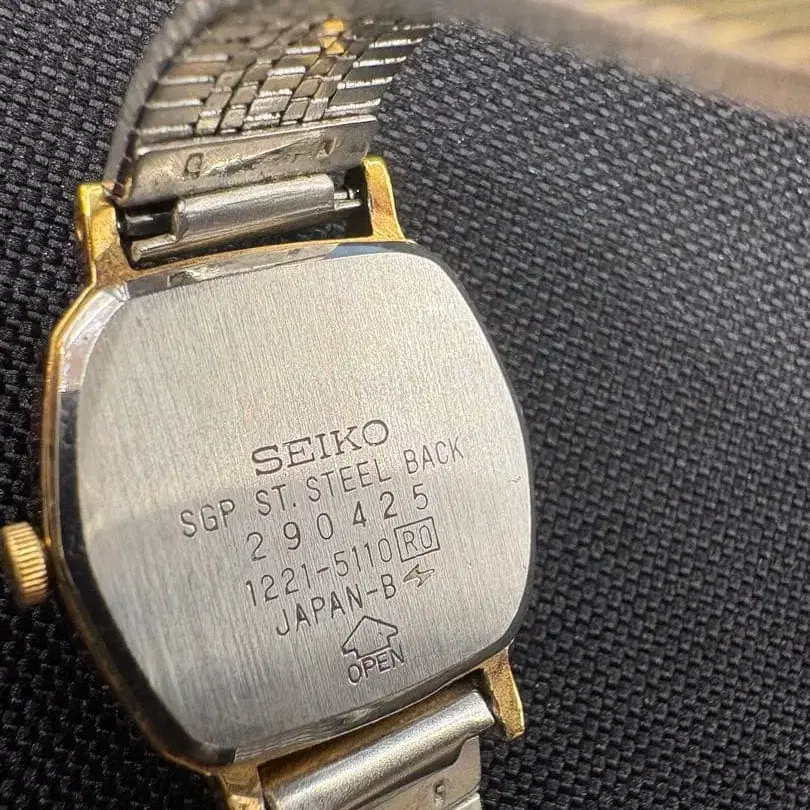 SEIKO
SGP ST. STEEL BACK
290425
1221-5110 RO
JAPAN-B
OPEN